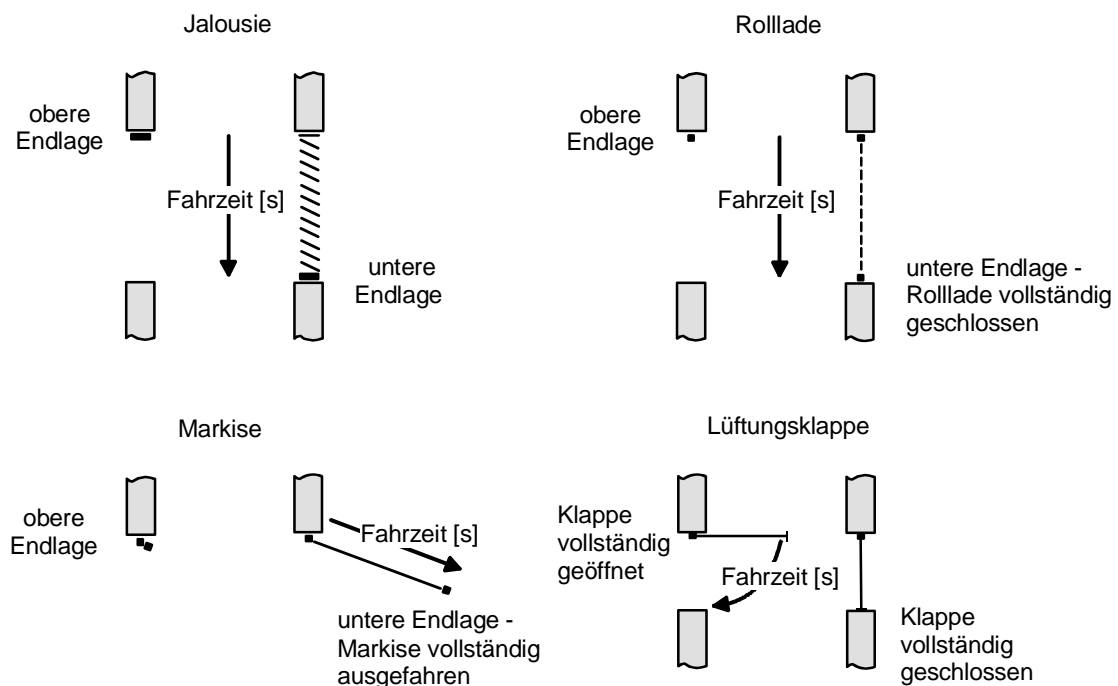 Jalousie
obere
Endlage
Fahrzeit [s]
untere
Endlage
Rolllade
obere
Endlage
Fahrzeit [s]
untere Endlage -
Rolllade vollständig
geschlossen
Markise
obere
Endlage
Fahrzeit [s]
untere Endlage -
Markise vollständig
ausgefahren
Lüftungsklappe
Klappe
vollständig
geöffnet
Fahrzeit [s]
Klappe
vollständig
geschlossen